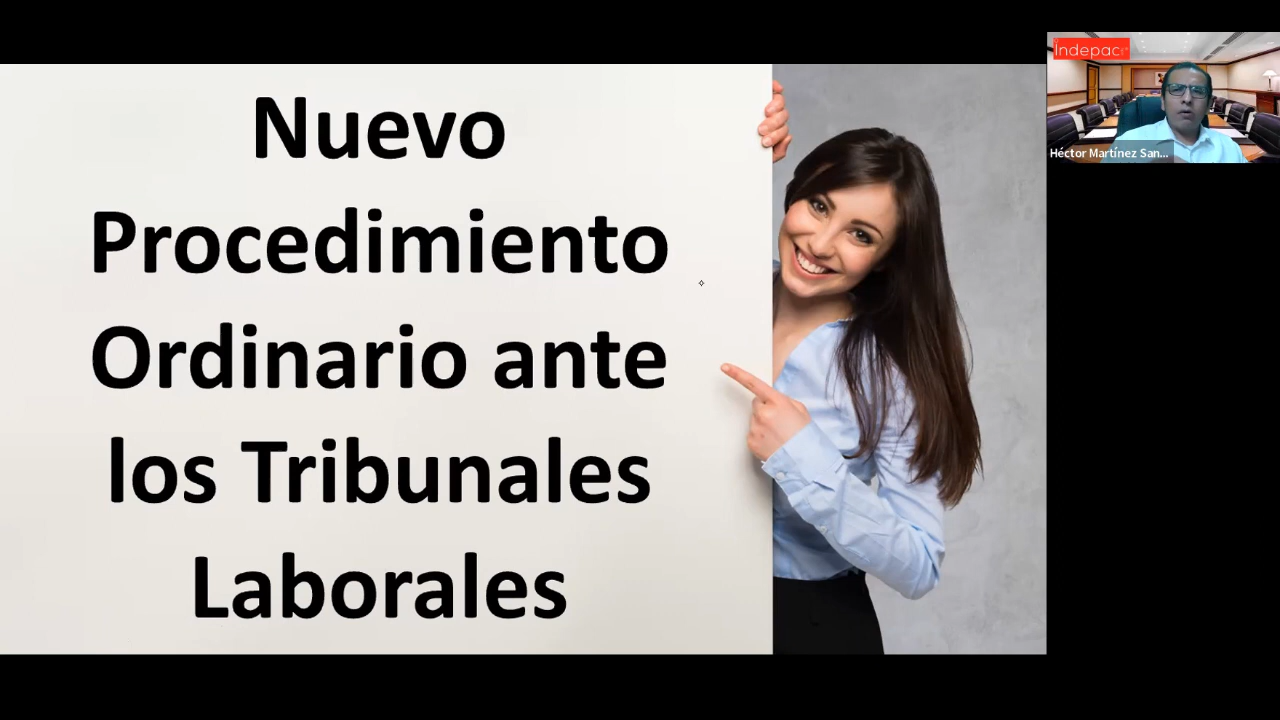 Nuevo
Procedimiento
Ordinario ante
los Tribunales
Laborales
Indepac
Héctor Martínez San...